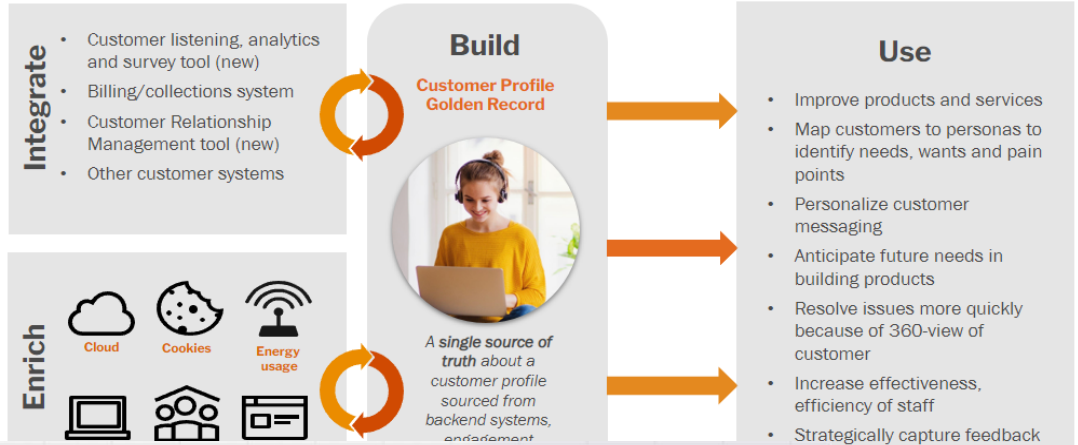 Integrate
• Customer listening, analytics
and survey tool (new)
• Billing/collections system
• Customer Relationship
Management tool (new)
• Other customer systems
Enrich
Cloud
Cookies
Energy
usage
Build
Customer Profile
Golden Record
A single source of
truth about a
customer profile
sourced from
backend systems,
engagement
Use
• Improve products and services
• Map customers to personas to
identify needs, wants and pain
points
• Personalize customer
messaging
• Anticipate future needs in
building products
• Resolve issues more quickly
because of 360-view of
customer
• Increase effectiveness,
efficiency of staff
• Strategically capture feedback